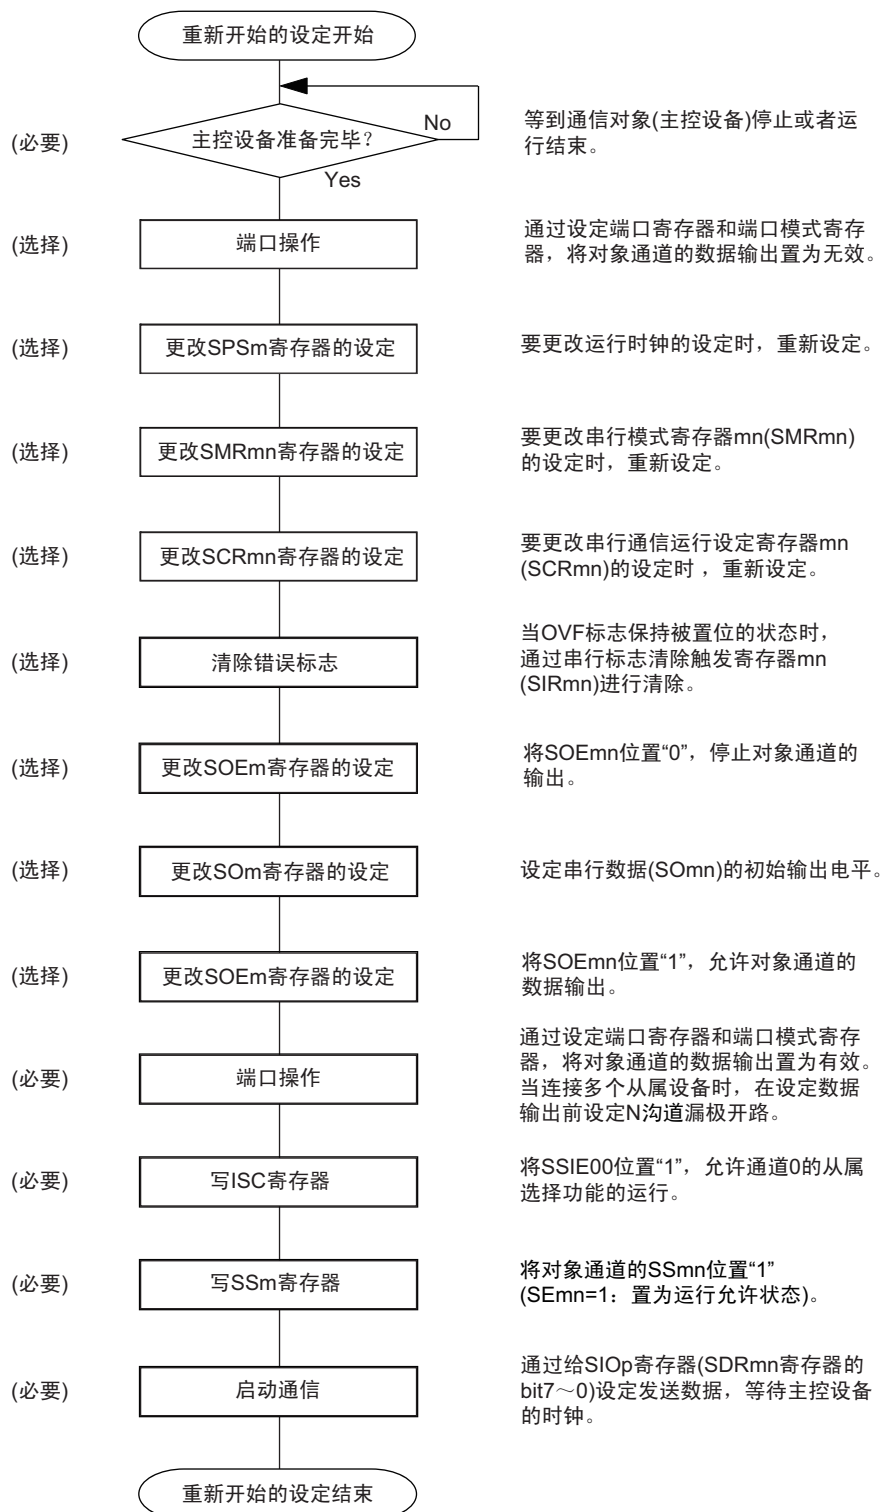 重新开始的设定开始
(必要)
主控设备准备完毕?
No
Yes
等到通信对象(主控设备)停止或者运
行结束。
(选择)
端口操作
通过设定端口寄存器和端口模式寄存
器，将对象通道的数据输出置为无效。
(选择)
更改SPSm寄存器的设定
要更改运行时钟的设定时，重新设定。
(选择)
更改SMRmn寄存器的设定
要更改串行模式寄存器mn(SMRmn)
的设定时，重新设定。
(选择)
更改SCRmn寄存器的设定
要更改串行通信运行设定寄存器mn
(SCRmn)的设定时，重新设定。
(选择)
清除错误标志
当OVF标志保持被置位的状态时，
通过串行标志清除触发寄存器mn
(SIRmn)进行清除。
(选择)
更改SOEm寄存器的设定
将SOEmn位置“0”，停止对象通道的
输出。
(选择)
更改SOm寄存器的设定
设定串行数据(SOmn)的初始输出电平。
(选择)
更改SOEm寄存器的设定
将SOEmn位置“1”，允许对象通道的
数据输出。
(必要)
端口操作
通过设定端口寄存器和端口模式寄存
器，将对象通道的数据输出置为有效。
当连接多个从属设备时，在设定数据
输出前设定N沟道漏极开路。
(必要)
写ISC寄存器
将SSIE00位置“1”，允许通道0的从属
选择功能的运行。
(必要)
写SSm寄存器
将对象通道的SSmn位置“1”
(SEmn=1：置为运行允许状态)。
(必要)
启动通信
通过给SIOp寄存器(SDRmn寄存器的
bit7～0)设定发送数据，等待主控设备
的时钟。
重新开始的设定结束